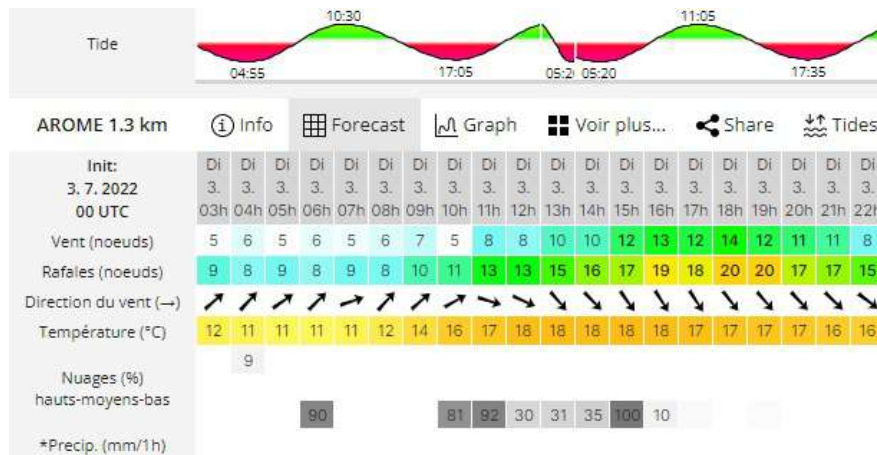 10:30 11:05
Tide
04:55 17:05 05:20 17:35
AROME 1.3 km Info Forecast Graph Voir plus... Share Tides
Init: Di Di Di Di Di Di Di Di Di Di Di Di Di Di Di Di Di Di Di Di
3. 7. 2022 3. 3. 3. 3. 3. 3. 3. 3. 3. 3. 3. 3. 3. 3. 3. 3. 3. 3. 3. 3.
00 UTC 03h 04h 05h 06h 07h 08h 09h 10h 11h 12h 13h 14h 15h 16h 17h 18h 19h 20h 21h 22h
Vent (noeuds) 5 6 5 6 5 6 7 5 8 8 10 10 12 13 12 14 12 11 11 8
Rafales (noeuds) 9 8 9 8 9 8 10 11 13 13 15 16 17 19 18 20 20 17 17 15
Direction du vent (→)
Température (°C) 12 11 11 11 11 12 14 16 17 18 18 18 18 18 17 17 17 17 16 16
9
Nuages (%)
hauts-moyens-bas
90 81 92 30 31 35 100 10
*Precip. (mm/1h)